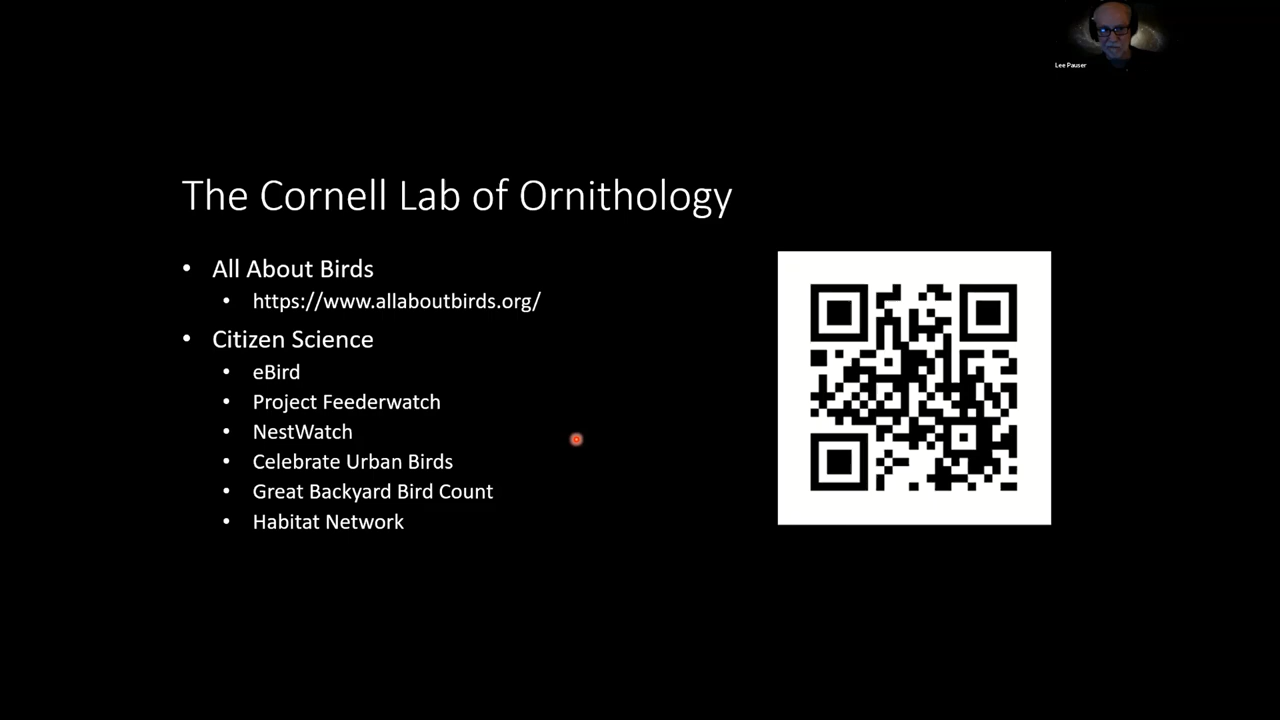 Lee Pauser
The Cornell Lab of Ornithology
• All About Birds
• https://www.allaboutbirds.org/
• Citizen Science
• eBird
• Project Feederwatch
• NestWatch
• Celebrate Urban Birds
• Great Backyard Bird Count
• Habitat Network